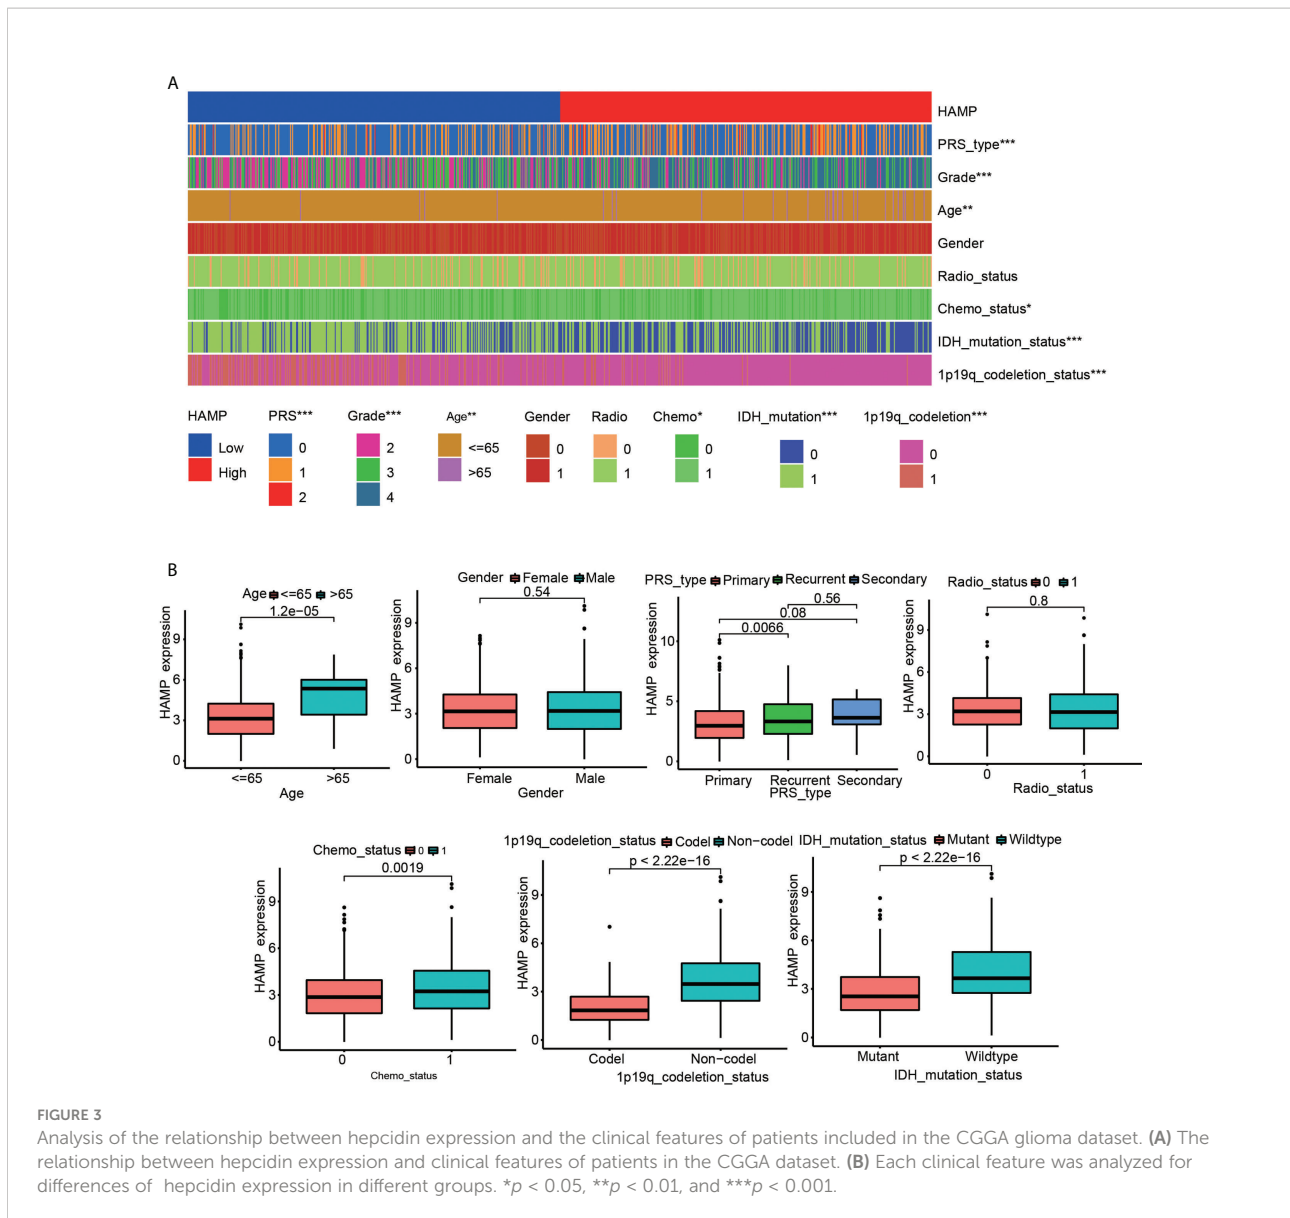 A
HAMP
PRS_type***
Grade***
Age**
Gender
Radio_status
Chemo_status*
IDH_mutation_status***
1p19q_codeletion_status***
HAMP PRS*** Grade*** Age** Gender Radio Chemo* IDH_mutation*** 1p19q_codeletion***
Low 0 2 <=65 0 0 0 0 0
High 1 3 >65 1 1 1 1 1
2 4
B
Age <=65 >65
1.2e−05
HAMP expression
9
6
3
0
<=65 >65
Age
Gender Female Male
0.54
HAMP expression
9
6
3
0
Female Male
Gender
PRS_type Primary Recurrent Secondary
0.56
0.08
0.0066
HAMP expression
10
5
0
Primary Recurrent Secondary
PRS_type
Radio_status 0 1
0.8
HAMP expression
9
6
3
0
0 1
Radio_status
Chemo_status 0 1
0.0019
HAMP expression
9
6
3
0
0 1
Chemo_status
1p19q_codeletion_status Codel Non−codel
p < 2.22e−16
HAMP expression
9
6
3
0
Codel Non−codel
1p19q_codeletion_status
IDH_mutation_status Mutant Wildtype
p < 2.22e−16
HAMP expression
9
6
3
0
Mutant Wildtype
IDH_mutation_status
FIGURE 3
Analysis of the relationship between hepcidin expression and the clinical features of patients included in the CGGA glioma dataset. (A) The
relationship between hepcidin expression and clinical features of patients in the CGGA dataset. (B) Each clinical feature was analyzed for
differences of hepcidin expression in different groups. *p < 0.05, **p < 0.01, and ***p < 0.001.